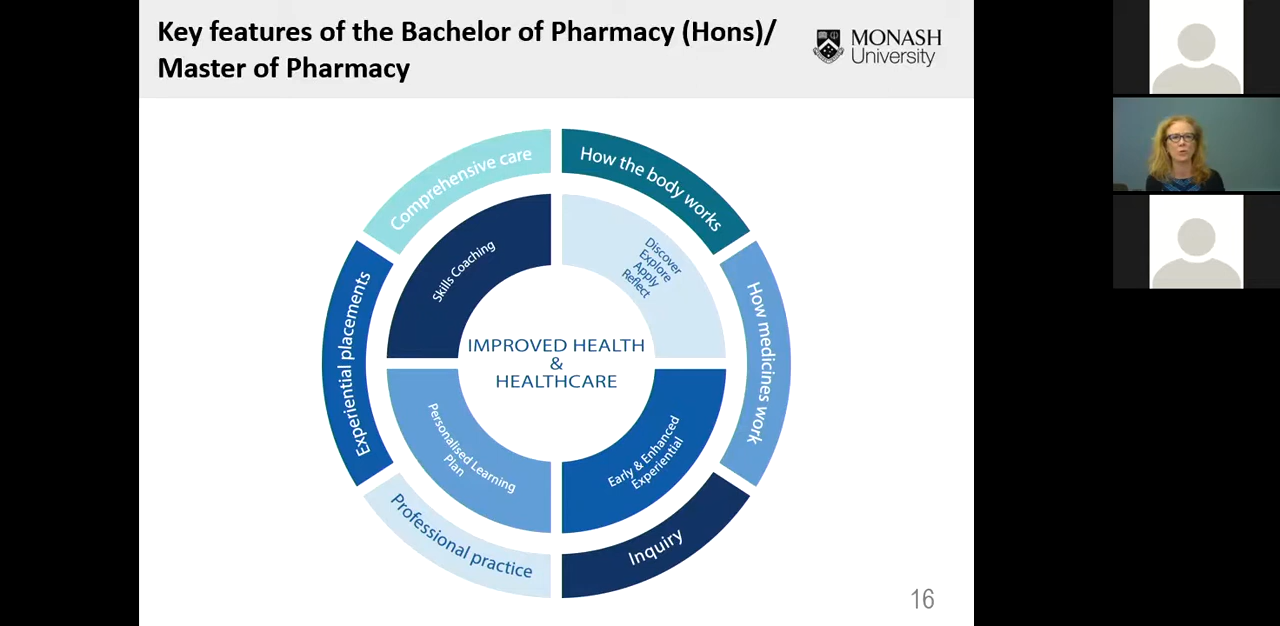 Key features of the Bachelor of Pharmacy (Hons)/
Master of Pharmacy
MONASH
University
Comprehensive care
How the body works
How medicines work
Inquiry
Professional practice
Experiential placements
Skills Coaching
Discover
Explore
Apply
Reflect
Early & Enhanced
Experiential
Personalised Learning
Plan
IMPROVED HEALTH
&
HEALTHCARE
16